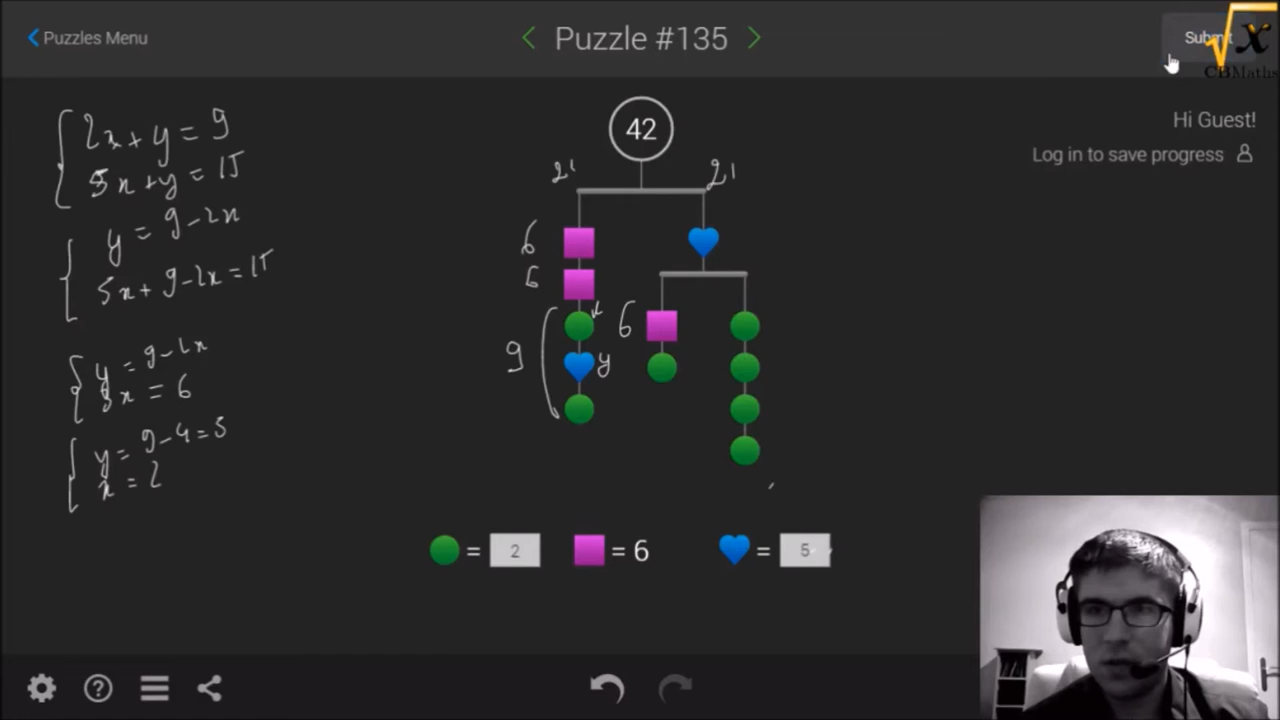 Puzzles Menu
Puzzle #135
Submit
CBMaths
Hi Guest!
Log in to save progress
42
21
21
6
6
9
y
6
2x + y = 9
5x + y = 15
y = 9 - 2x
5x + 9 - 2x = 15
y = 9 - 2x
3x = 6
y = 9 - 4 = 5
x = 2
= 2
= 6
= 5